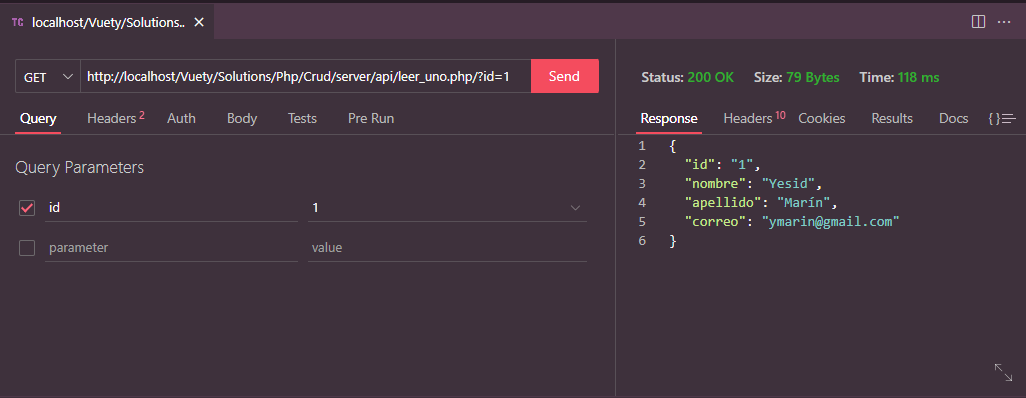 TC localhost/Vuety/Solutions..
GET http://localhost/Vuety/Solutions/Php/Crud/server/api/leer_uno.php/?id=1 Send
Query Headers 2 Auth Body Tests Pre Run
Query Parameters
id 1
parameter value
Status: 200 OK Size: 79 Bytes Time: 118 ms
Response Headers 10 Cookies Results Docs {}
1 {
2 "id": "1",
3 "nombre": "Yesid",
4 "apellido": "Marín",
5 "correo": "ymarin@gmail.com"
6 }